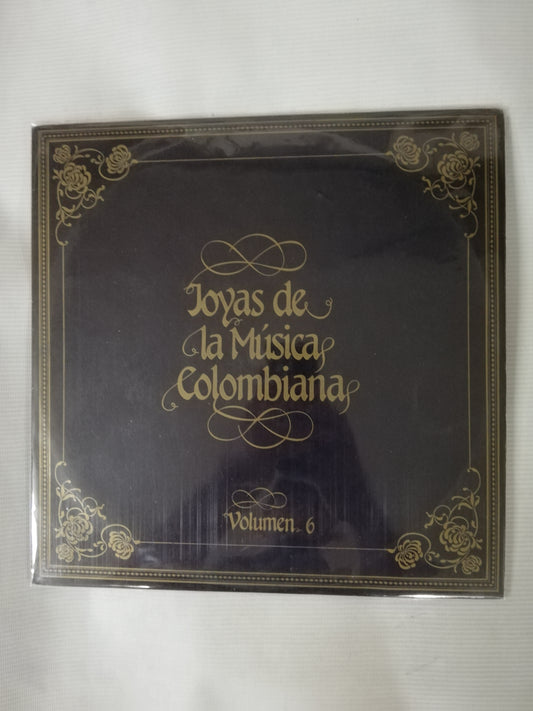 Joyas de
la Música
Colombiana
Volumen 6